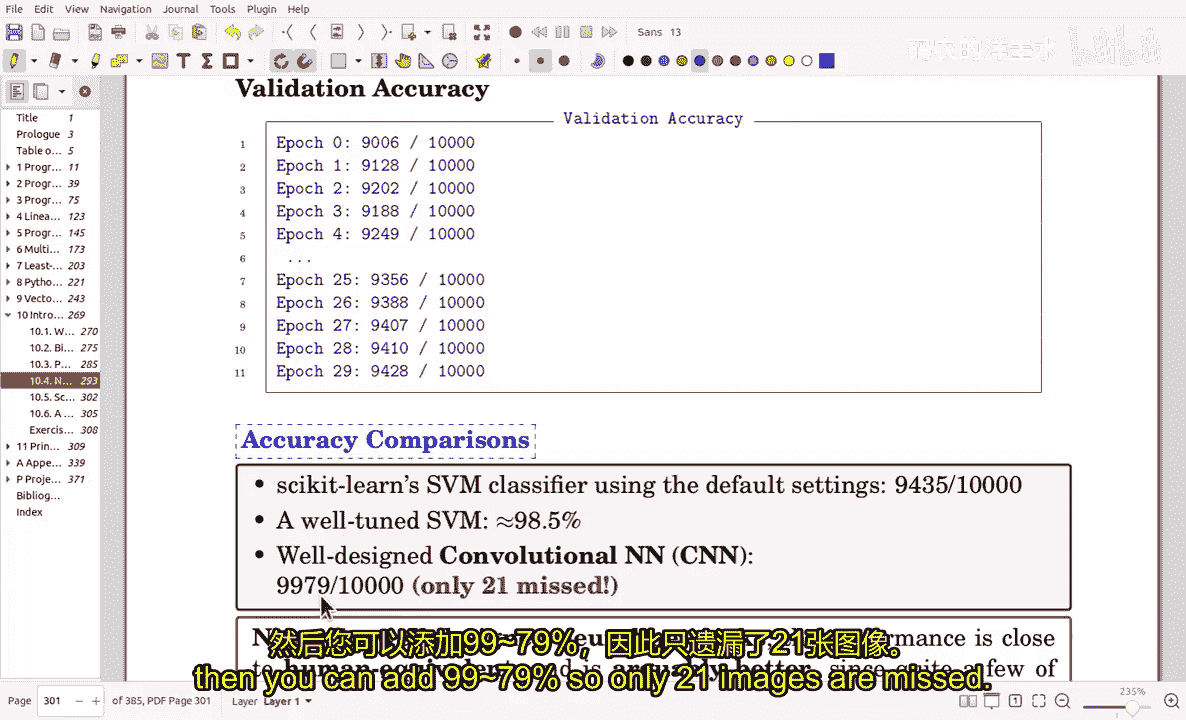 File Edit View Navigation Journal Tools Plugin Help
Sans 13
Title 1
Prologue 3
Table o... 5
1 Progr... 11
2 Progr... 39
3 Progr... 75
4 Linea... 123
5 Progr... 145
6 Multi... 173
7 Least-... 203
8 Pytho... 221
9 Vecto... 243
10 Intro... 269
10.1. W... 270
10.2. Bi... 275
10.3. P... 285
10.4. N... 293
10.5. Sc... 302
10.6. A ... 305
Exercis... 308
11 Prin... 309
A Appe... 339
P Proje... 371
Bibliog...
Index
Validation Accuracy
Validation Accuracy
1 Epoch 0: 9006 / 10000
2 Epoch 1: 9128 / 10000
3 Epoch 2: 9202 / 10000
4 Epoch 3: 9188 / 10000
5 Epoch 4: 9249 / 10000
6 ...
7 Epoch 25: 9356 / 10000
8 Epoch 26: 9388 / 10000
9 Epoch 27: 9407 / 10000
10 Epoch 28: 9410 / 10000
11 Epoch 29: 9428 / 10000
Accuracy Comparisons
• scikit-learn's SVM classifier using the default settings: 9435/10000
• A well-tuned SVM: ≈98.5%
• Well-designed Convolutional NN (CNN):
9979/10000 (only 21 missed!)
然后您可以添加99~79%，因此只遗漏了21张图像。
rmance is close
then you can add 99~79% so only 21 images are missed.
since quite a few of
Page 301 of 385, PDF Page 301 Layer Layer 1 235%